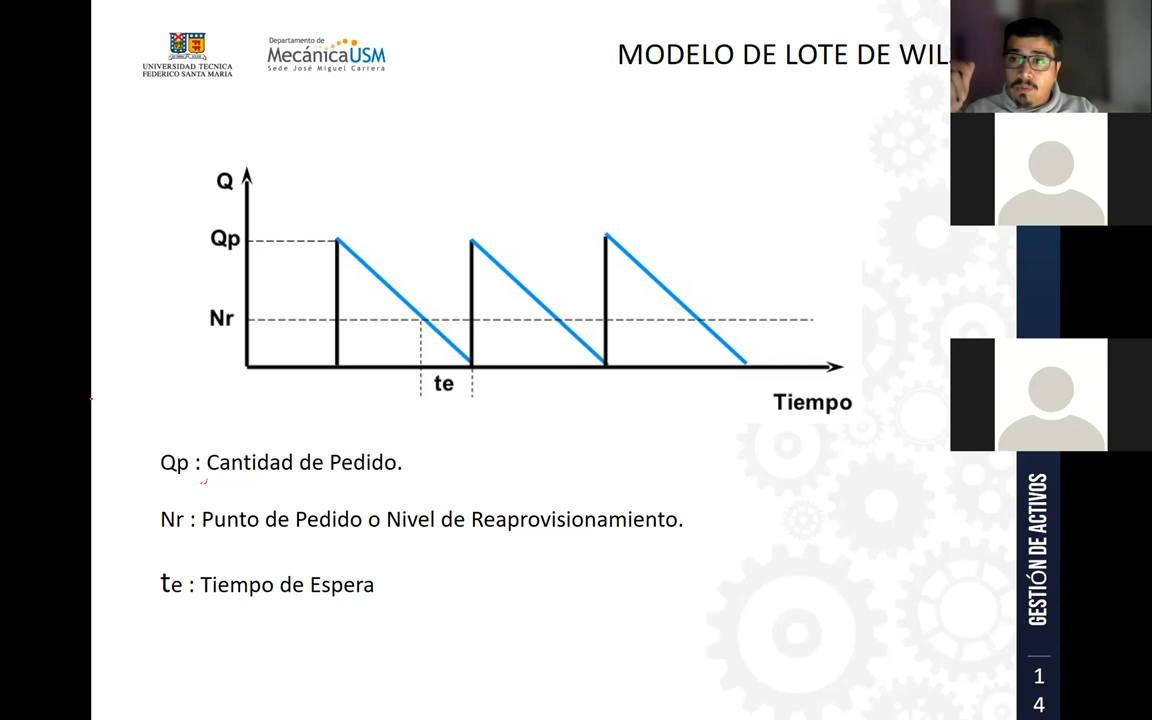 UNIVERSIDAD TECNICA
FEDERICO SANTA MARIA
Departamento de
MecánicaUSM
Sede José Miguel Carrera
MODELO DE LOTE DE WIL
Q
Qp
Nr
te
Tiempo
Qp : Cantidad de Pedido.
Nr : Punto de Pedido o Nivel de Reaprovisionamiento.
te : Tiempo de Espera
GESTIÓN DE ACTIVOS
1
4